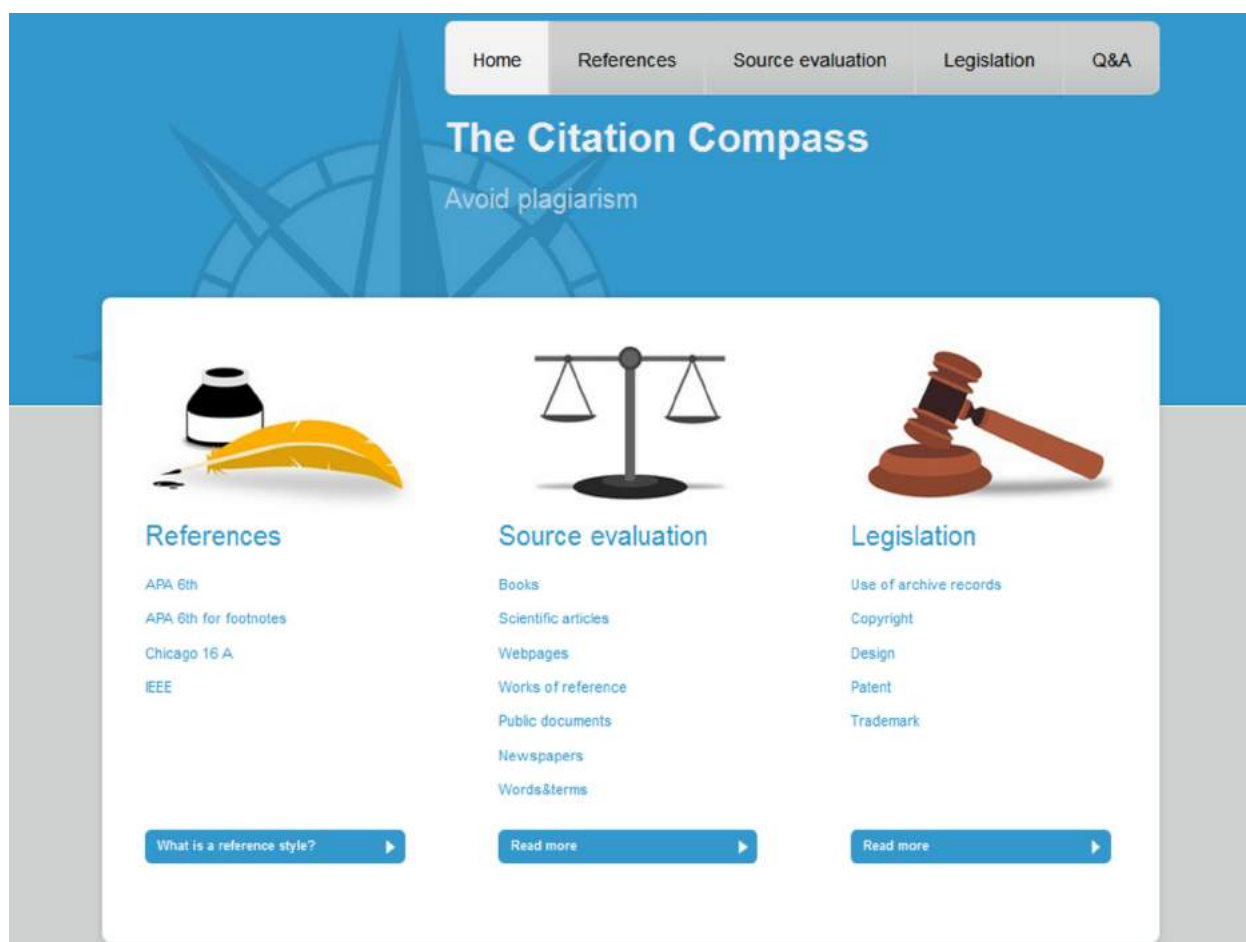 Home References Source evaluation Legislation Q&A
The Citation Compass
Avoid plagiarism
References
APA 6th
APA 6th for footnotes
Chicago 16 A
IEEE
What is a reference style?
Source evaluation
Books
Scientific articles
Webpages
Works of reference
Public documents
Newspapers
Words&terms
Read more
Legislation
Use of archive records
Copyright
Design
Patent
Trademark
Read more